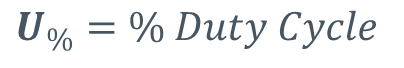 U% = % Duty Cycle